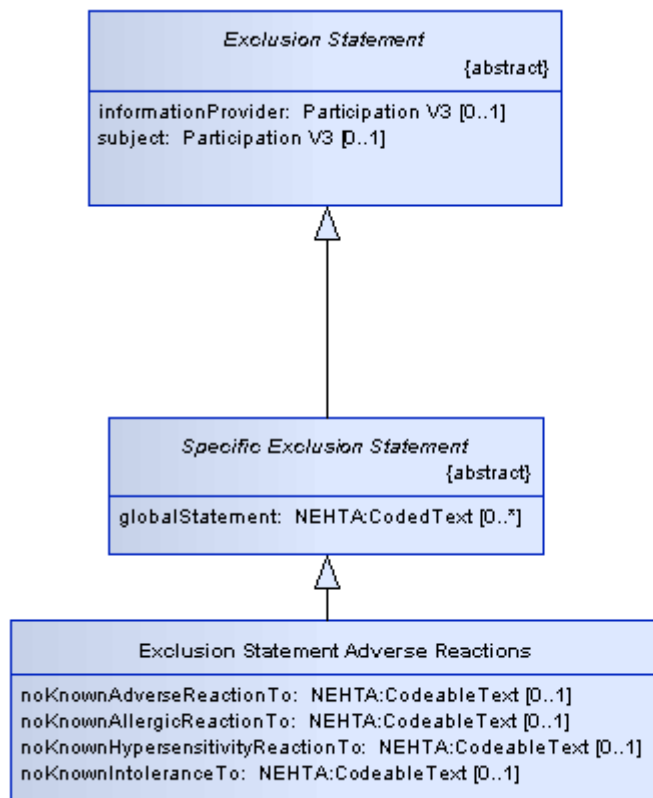 Exclusion Statement
{abstract}
informationProvider: Participation V3 [0..1]
subject: Participation V3 [0..1]
Specific Exclusion Statement
{abstract}
globalStatement: NEHTA:CodedText [0..*]
Exclusion Statement Adverse Reactions
noKnownAdverseReactionTo: NEHTA:CodeableText [0..1]
noKnownAllergicReactionTo: NEHTA:CodeableText [0..1]
noKnownHypersensitivityReactionTo: NEHTA:CodeableText [0..1]
noKnownIntoleranceTo: NEHTA:CodeableText [0..1]